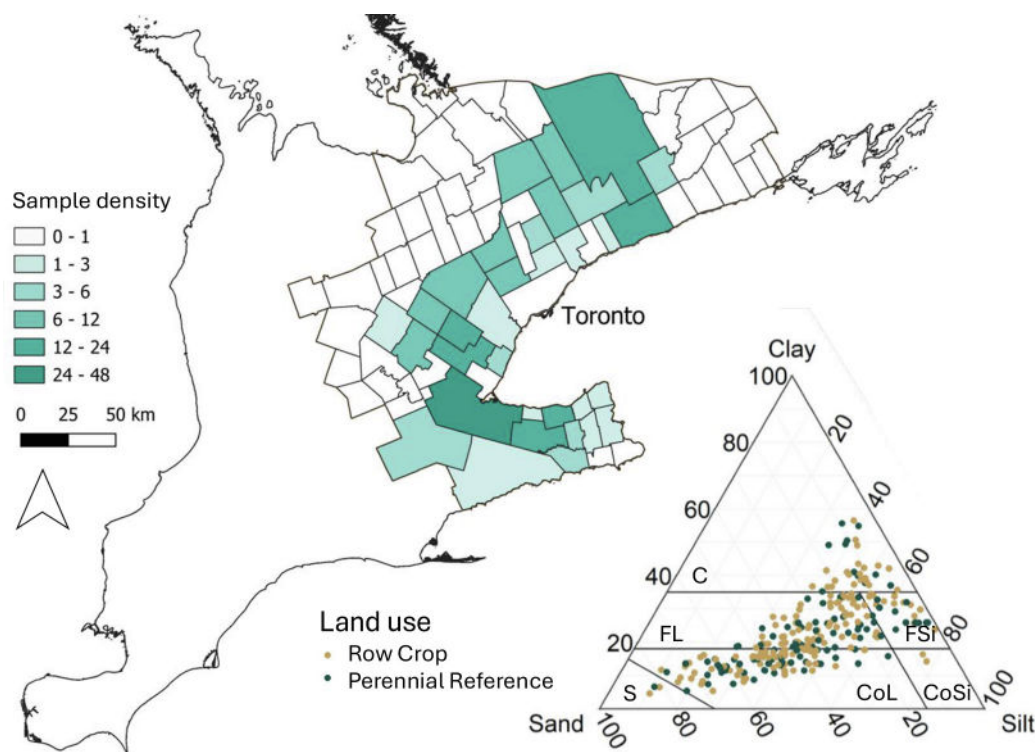 Sample density
0 - 1
1 - 3
3 - 6
6 - 12
12 - 24
24 - 48
0 25 50 km
Toronto
Land use
Row Crop
Perennial Reference
Clay
100
80
20
60
40
40
C
60
20
FL
FSi
80
S
CoL
CoSi
100
Sand
100
80
60
40
20
Silt